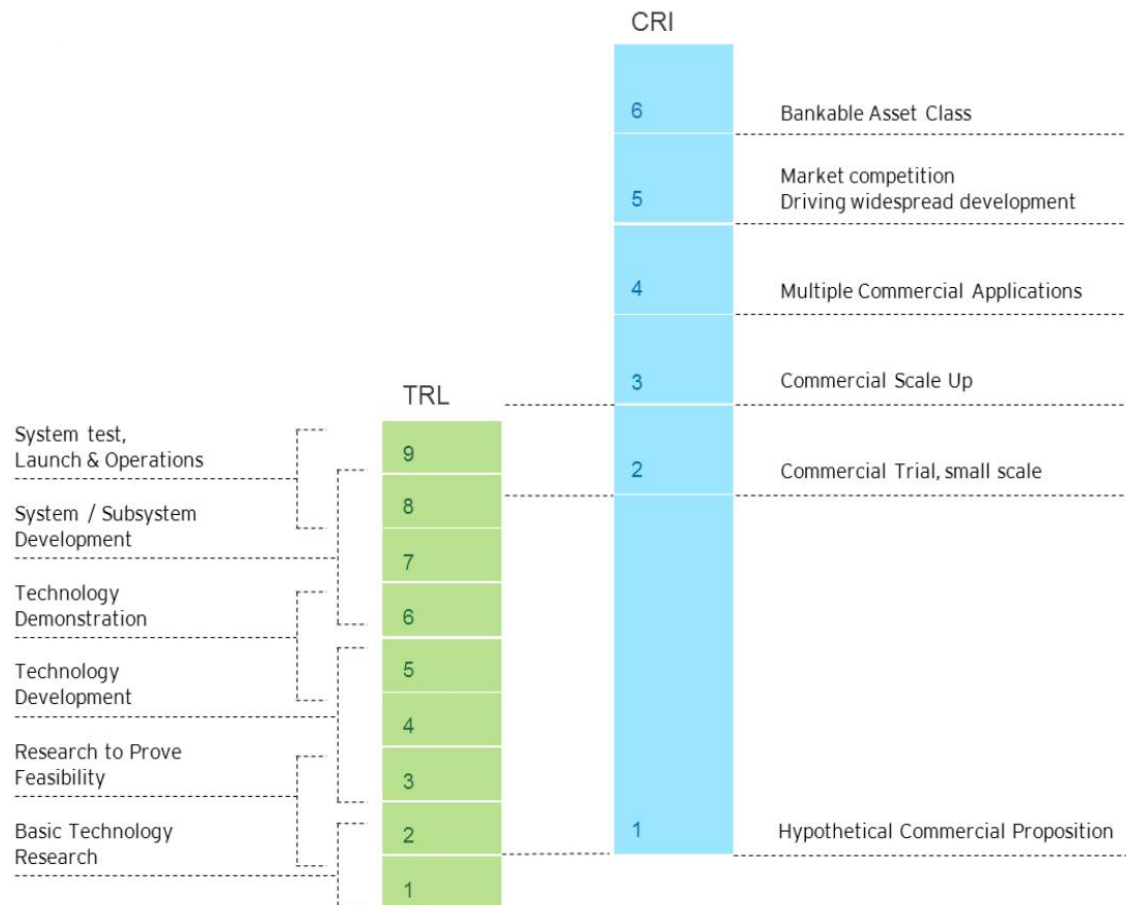 CRI
6
Bankable Asset Class
Market competition
5
Driving widespread development
4
Multiple Commercial Applications
3
Commercial Scale Up
TRL
System test,
Launch & Operations
9
2
Commercial Trial, small scale
8
System / Subsystem
Development
7
Technology
Demonstration
6
Technology
Development
5
4
Research to Prove
Feasibility
3
Basic Technology
Research
2
1
Hypothetical Commercial Proposition
1